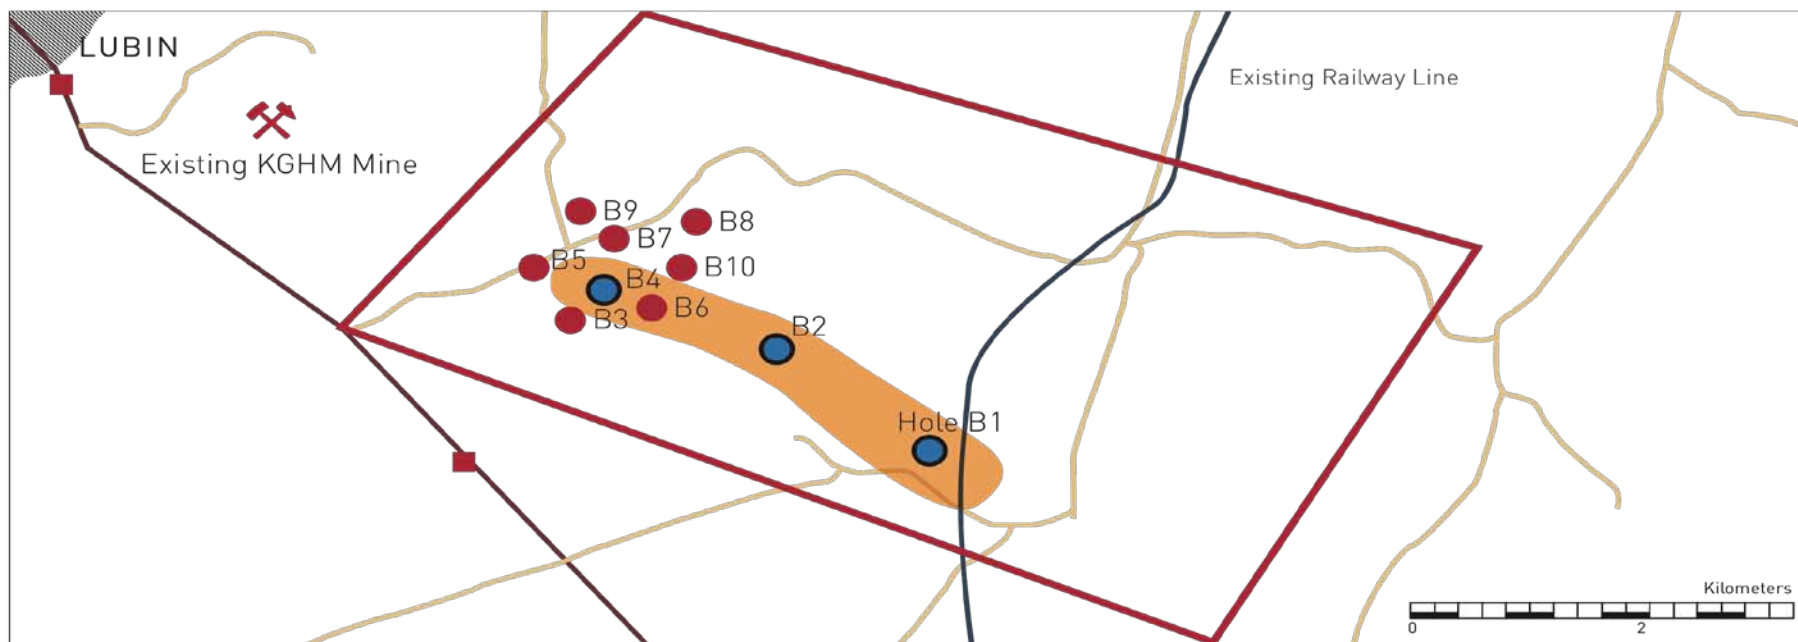 LUBIN
Existing Railway Line
Existing KGHM Mine
B9
B8
B7
B5
B10
B4
B3
B6
B2
Hole B1
Kilometers
0
2